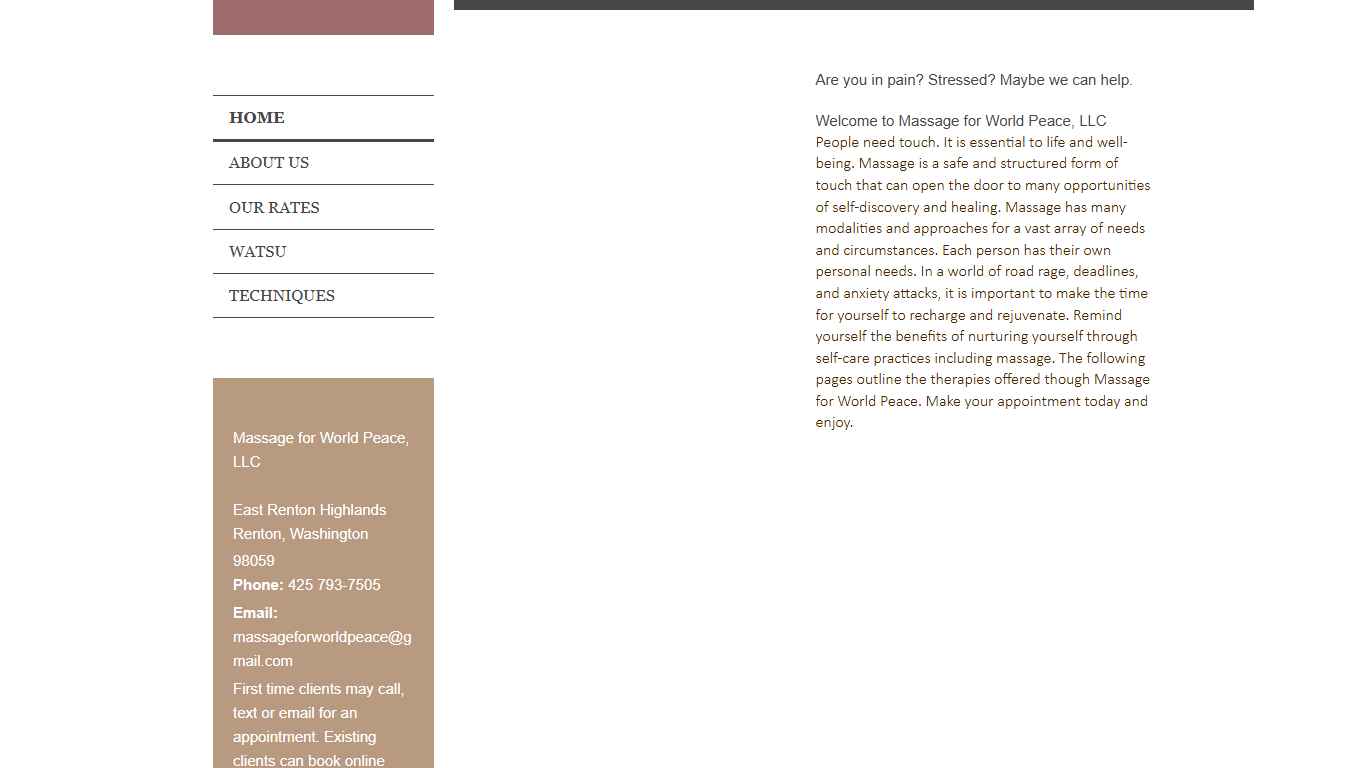 HOME
ABOUT US
OUR RATES
WATSU
TECHNIQUES
Massage for World Peace,
LLC
East Renton Highlands
Renton, Washington
98059
Phone: 425 793-7505
Email:
massageforworldpeace@g
mail.com
First time clients may call,
text or email for an
appointment. Existing
clients can book online
Are you in pain? Stressed? Maybe we can help.
Welcome to Massage for World Peace, LLC
People need touch. It is essential to life and well-
being. Massage is a safe and structured form of
touch that can open the door to many opportunities
of self-discovery and healing. Massage has many
modalities and approaches for a vast array of needs
and circumstances. Each person has their own
personal needs. In a world of road rage, deadlines,
and anxiety attacks, it is important to make the time
for yourself to recharge and rejuvenate. Remind
yourself the benefits of nurturing yourself through
self-care practices including massage. The following
pages outline the therapies offered though Massage
for World Peace. Make your appointment today and
enjoy.